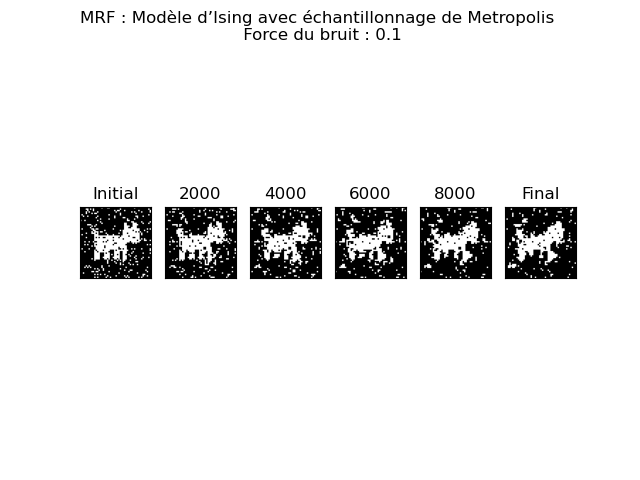 MRF : Modèle d’Ising avec échantillonnage de Metropolis
Force du bruit : 0.1
Initial 2000 4000 6000 8000 Final